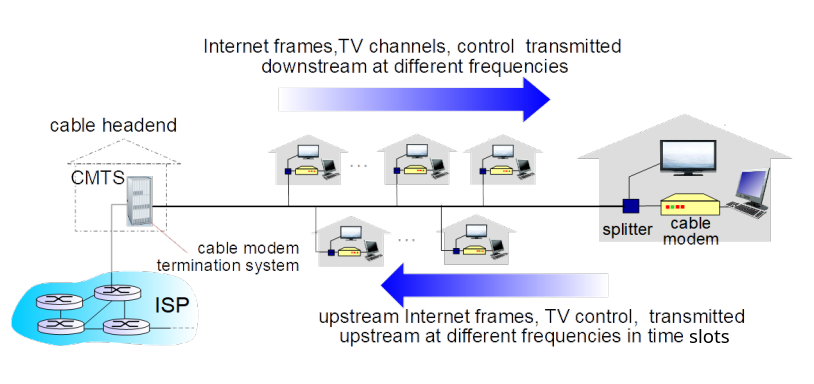 Internet frames,TV channels, control transmitted
downstream at different frequencies
cable headend
CMTS
splitter
cable
modem
cable modem
termination system
ISP
upstream Internet frames, TV control, transmitted
upstream at different frequencies in time slots